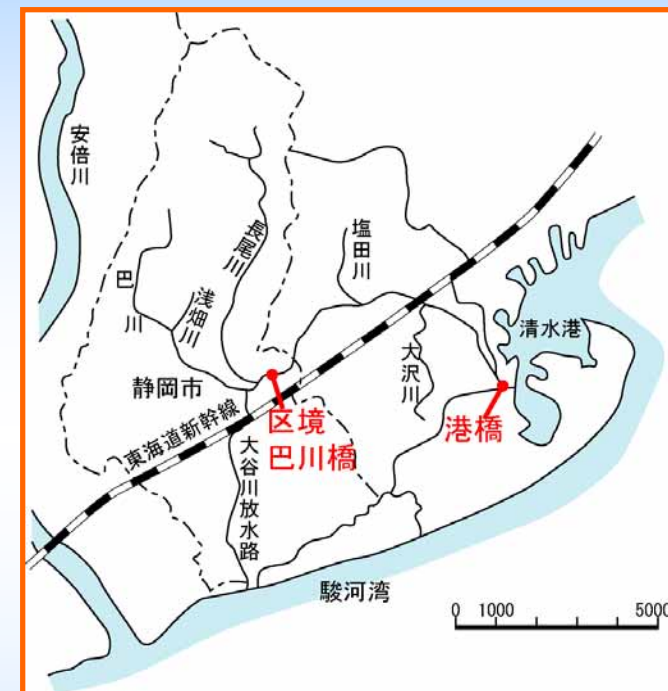 安倍川
巴川
浅畑川
長尾川
塩田川
清水港
大沢川
静岡市
東海道新幹線
区境
巴川橋
港橋
大谷川放水路
駿河湾
0 1000 5000